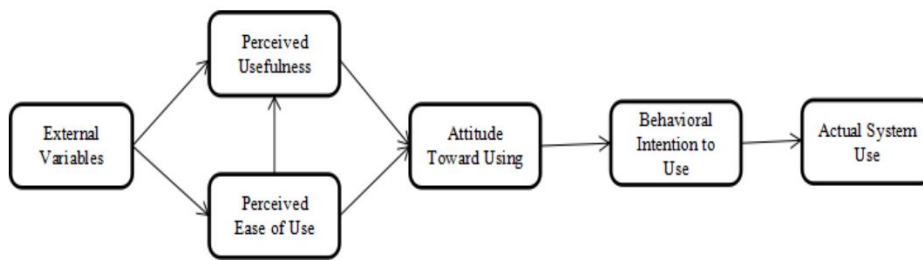 Perceived
Usefulness
External
Variables
Perceived
Ease of Use
Attitude
Toward Using
Behavioral
Intention to
Use
Actual System
Use